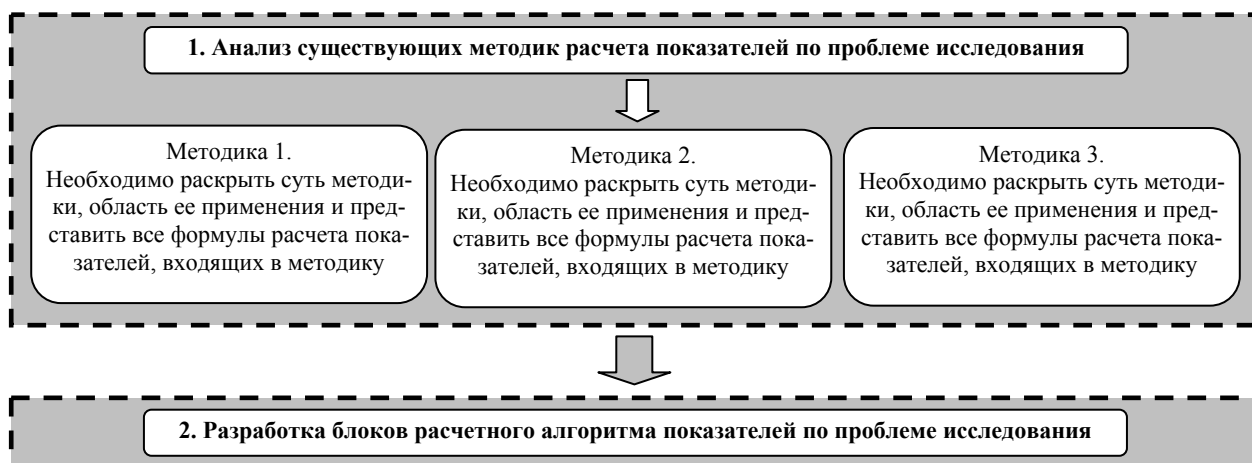 1. Анализ существующих методик расчета показателей по проблеме исследования
Методика 1.
Необходимо раскрыть суть методи-
ки, область ее применения и пред-
ставить все формулы расчета пока-
зателей, входящих в методику
Методика 2.
Необходимо раскрыть суть методи-
ки, область ее применения и пред-
ставить все формулы расчета пока-
зателей, входящих в методику
Методика 3.
Необходимо раскрыть суть методи-
ки, область ее применения и пред-
ставить все формулы расчета пока-
зателей, входящих в методику
2. Разработка блоков расчетного алгоритма показателей по проблеме исследования